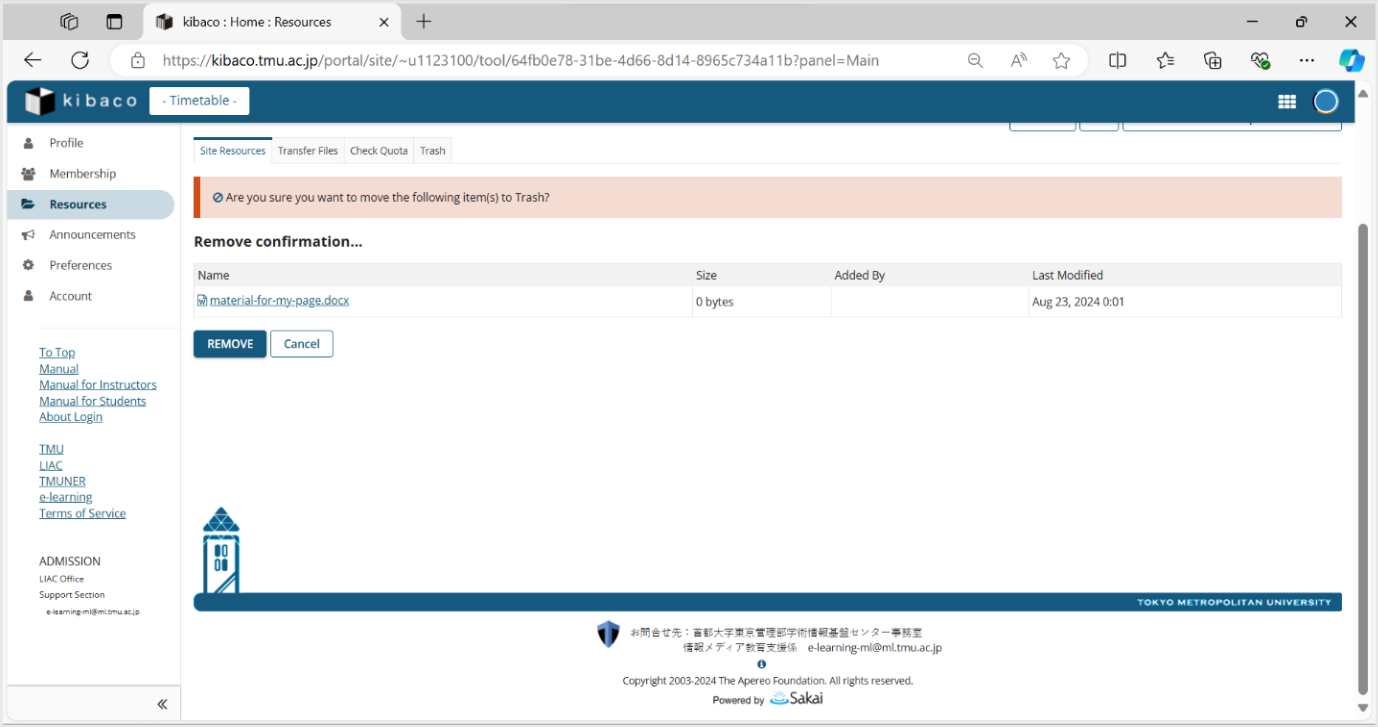 kibaco : Home : Resources
https://kibaco.tmu.ac.jp/portal/site/~u1123100/tool/64fb0e78-31be-4d66-8d14-8965c734a11b?panel=Main
kibaco
- Timetable -
Profile
Membership
Resources
Announcements
Preferences
Account
To Top
Manual
Manual for Instructors
Manual for Students
About Login
TMU
LIAC
TMUNER
e-learning
Terms of Service
ADMISSION
LIAC Office
Support Section
e-learning-ml@ml.tmu.ac.jp
Site Resources Transfer Files Check Quota Trash
Are you sure you want to move the following item(s) to Trash?
Remove confirmation...
Name Size Added By Last Modified
material-for-my-page.docx 0 bytes Aug 23, 2024 0:01
REMOVE Cancel
TOKYO METROPOLITAN UNIVERSITY
お問合せ先：首都大学東京管理部学術情報基盤センター事務室
情報メディア教育支援係 e-learning-ml@ml.tmu.ac.jp
Copyright 2003-2024 The Apereo Foundation. All rights reserved.
Powered by Sakai